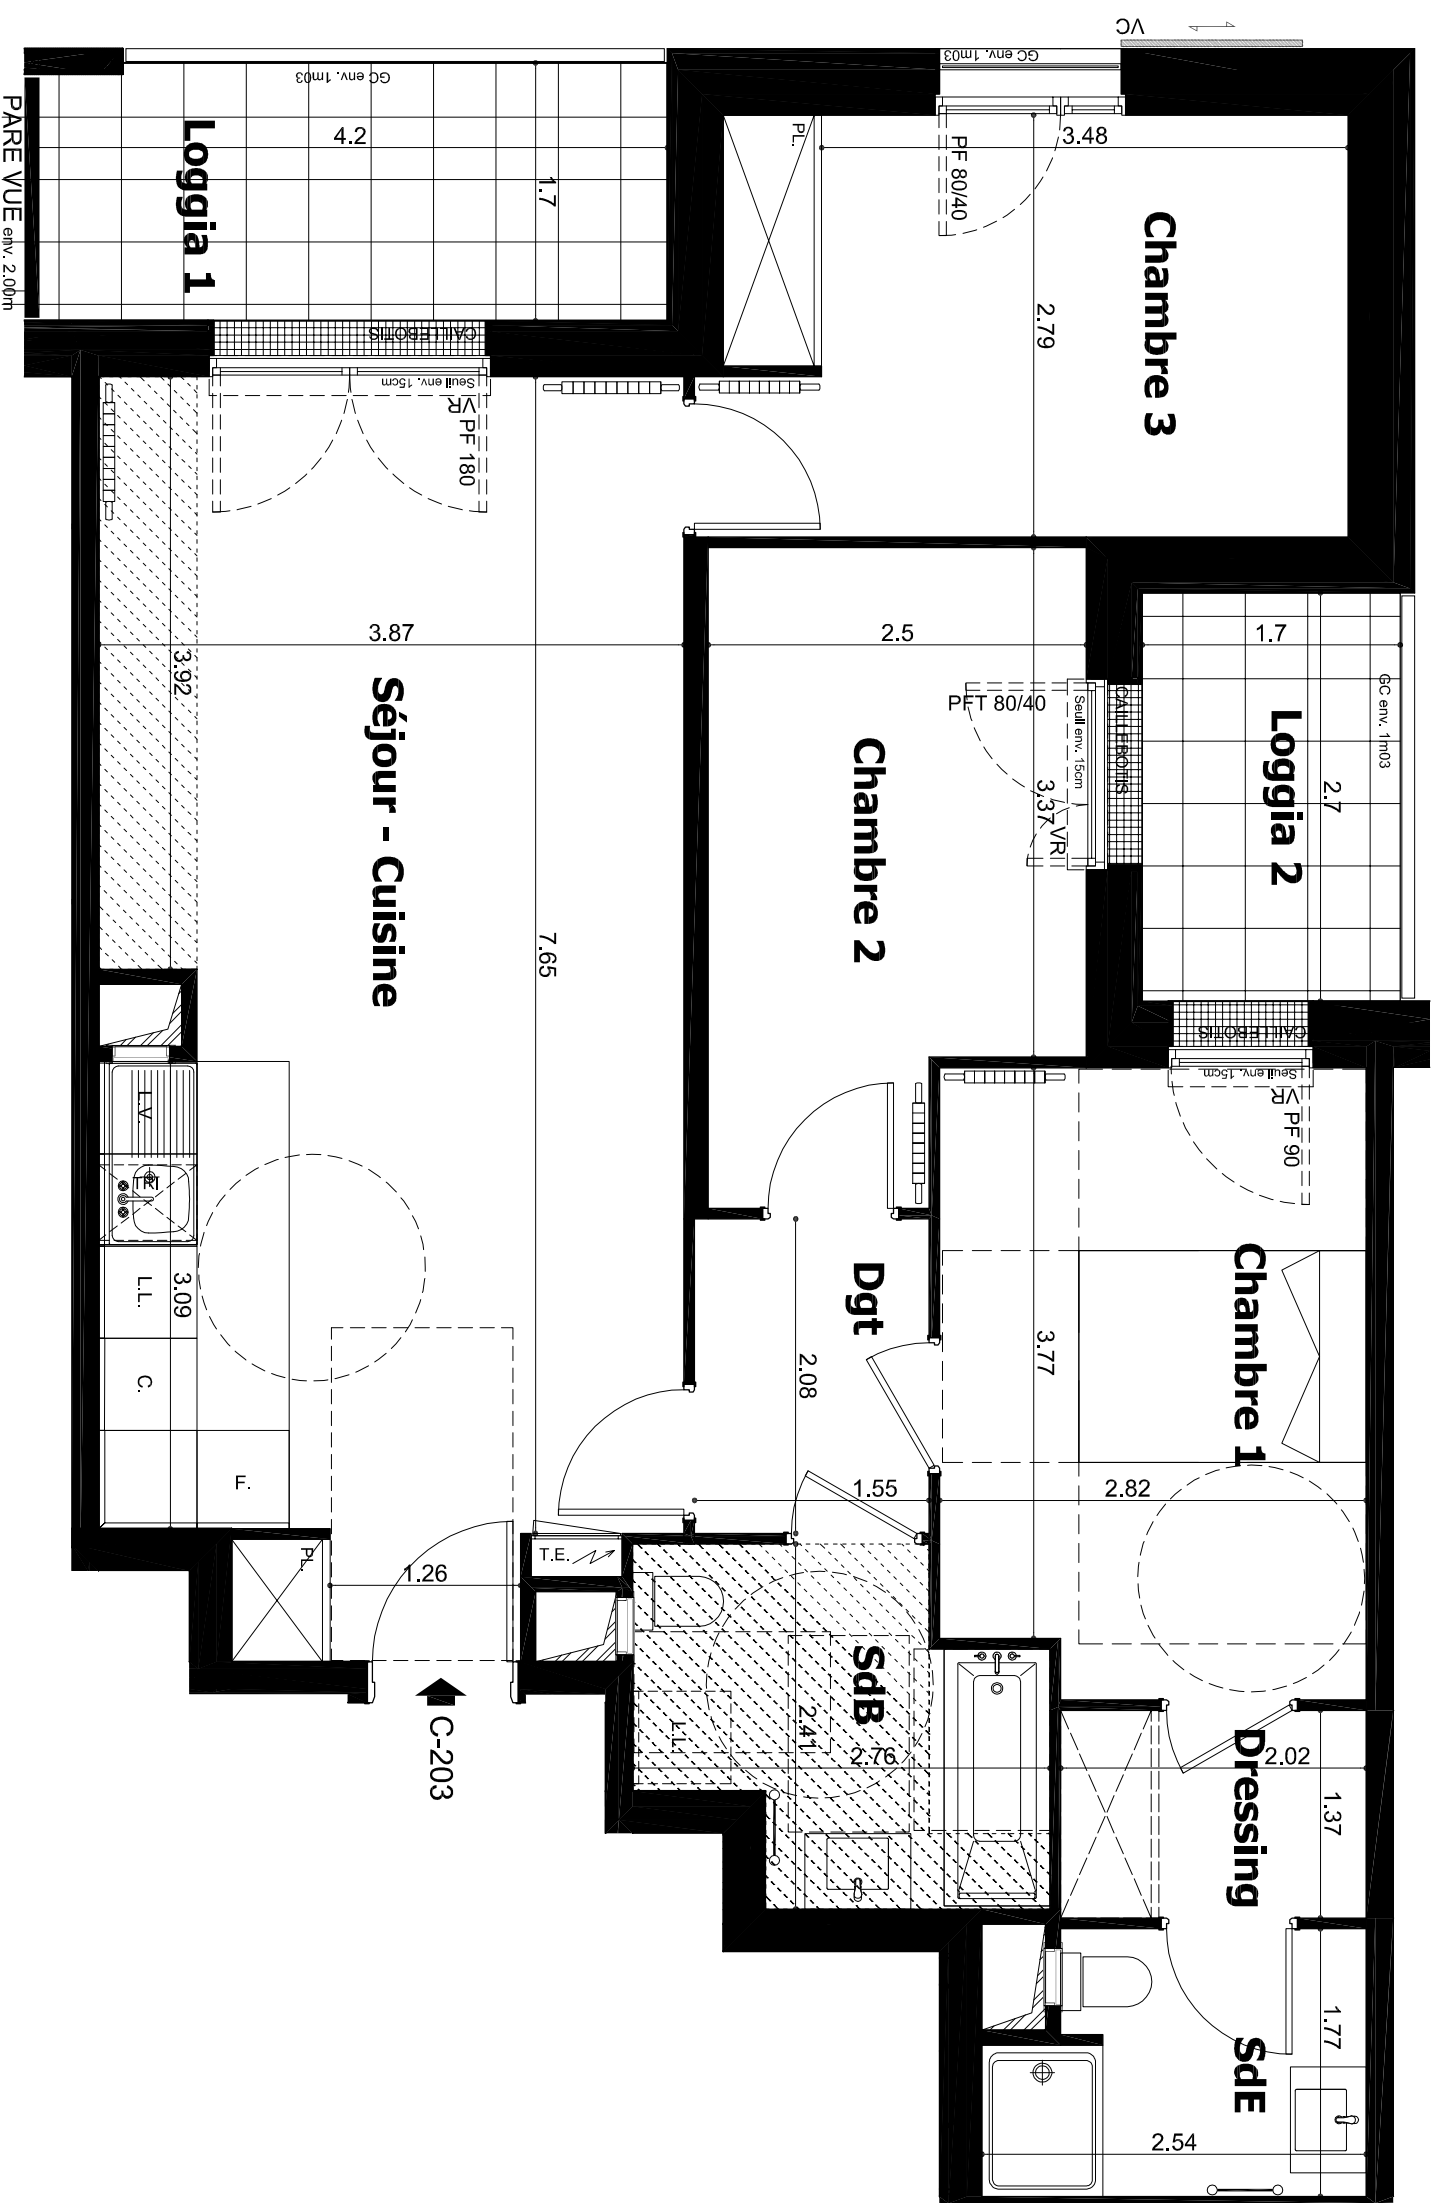 VC
GC env. 1m03
GC env. 1m03
PARE VUE env. 2.00m
Loggia 1
4.2
1.7
PL.
PF 80/40
3.48
Chambre 3
2.79
CAILLEBOTIS
Seuil env. 15cm
VR
PF 180
3.87
3.92
Séjour - Cuisine
7.65
2.5
PFT 80/40
Seuil env. 15cm
CAILLEBOTIS
3.37
VR
Chambre 2
1.7
GC env. 1m03
Loggia 2
2.7
CAILLEBOTIS
Seuil env. 15cm
VR
PF 90
L.V.
TRI
L.L.
3.09
C.
F.
Dgt
2.08
1.55
Chambre 1
3.77
2.82
PL.
1.26
T.E.
C-203
SdB
2.41
L.L.
2.76
Dressing
2.02
1.37
1.77
SdE
2.54